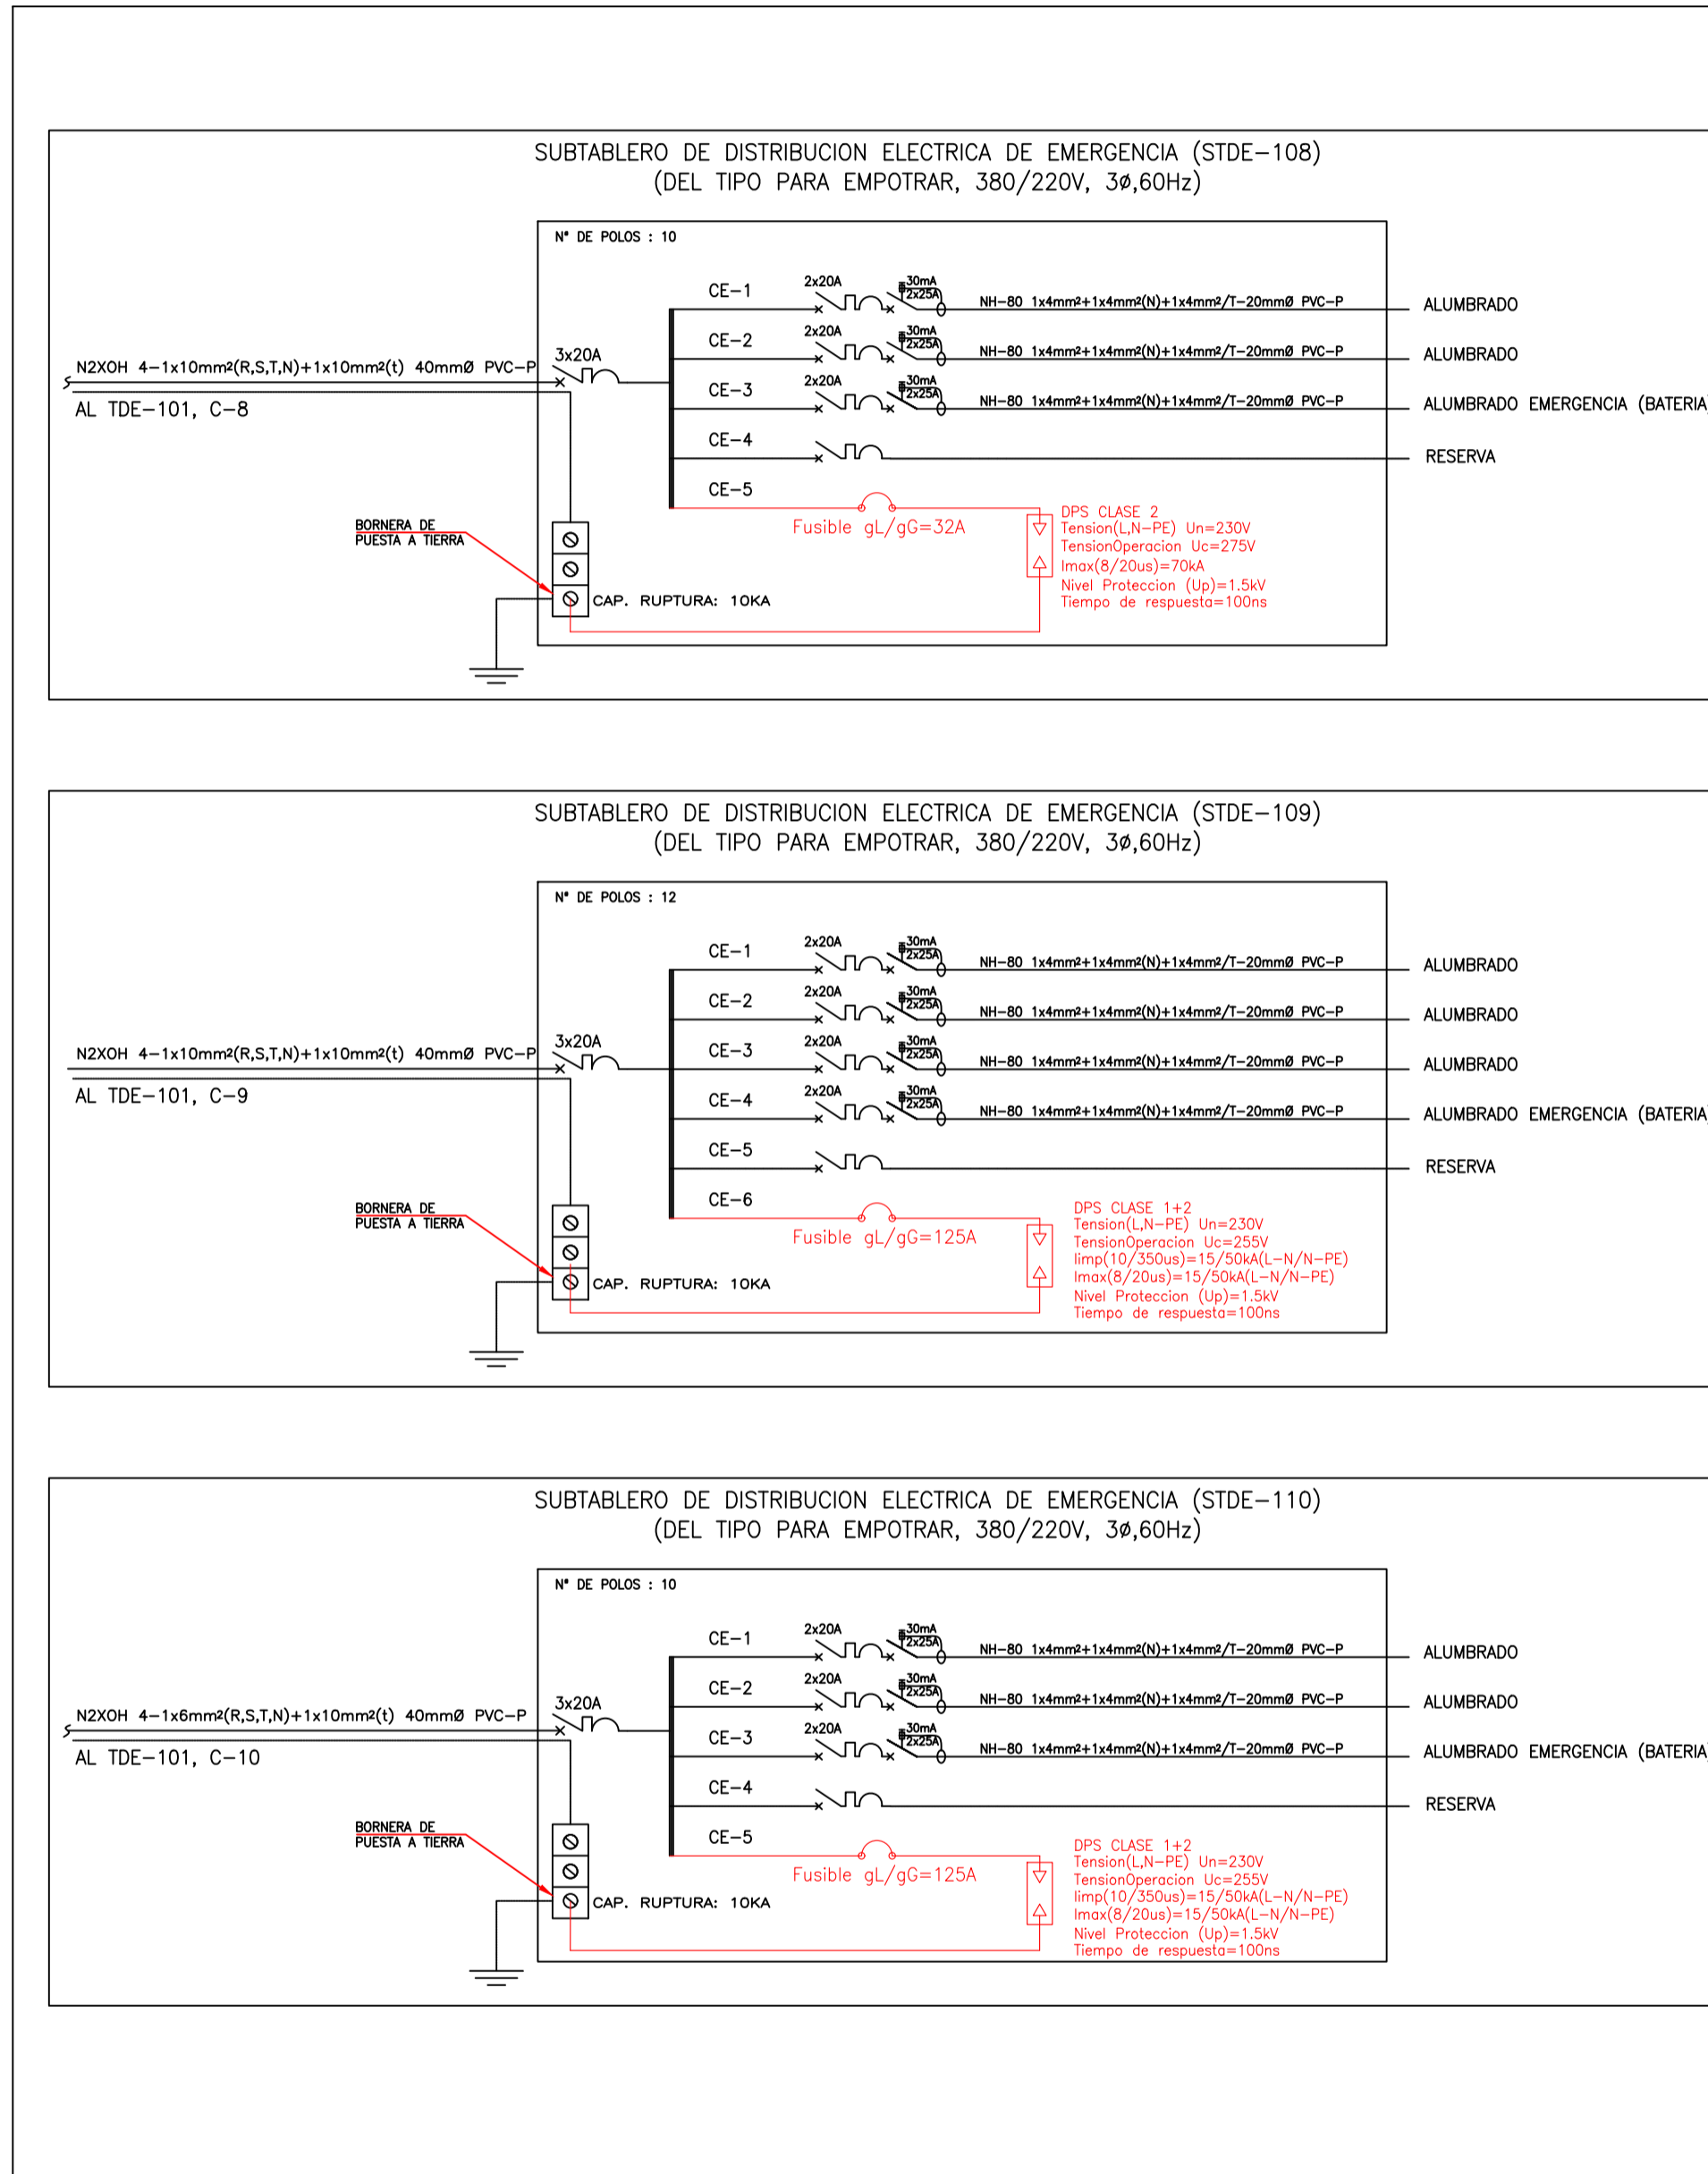 SUBTABLERO DE DISTRIBUCION ELECTRICA DE EMERGENCIA (STDE-108)
(DEL TIPO PARA EMPOTRAR, 380/220V, 3ø,60Hz)
N° DE POLOS : 10
CE-1 2x20A 30mA 2x25A NH-80 1x4mm²+1x4mm²(N)+1x4mm²/T-20mmØ PVC-P ALUMBRADO
CE-2 2x20A 30mA 2x25A NH-80 1x4mm²+1x4mm²(N)+1x4mm²/T-20mmØ PVC-P ALUMBRADO
N2XOH 4-1x10mm²(R,S,T,N)+1x10mm²(t) 40mmØ PVC-P 3x20A
CE-3 2x20A 30mA 2x25A NH-80 1x4mm²+1x4mm²(N)+1x4mm²/T-20mmØ PVC-P ALUMBRADO EMERGENCIA (BATERIA)
AL TDE-101, C-8
CE-4 RESERVA
CE-5
Fusible gL/gG=32A
DPS CLASE 2
Tension(L,N-PE) Un=230V
TensionOperacion Uc=275V
Imax(8/20us)=70kA
Nivel Proteccion (Up)=1.5kV
Tiempo de respuesta=100ns
BORNERA DE
PUESTA A TIERRA
CAP. RUPTURA: 10KA
SUBTABLERO DE DISTRIBUCION ELECTRICA DE EMERGENCIA (STDE-109)
(DEL TIPO PARA EMPOTRAR, 380/220V, 3ø,60Hz)
N° DE POLOS : 12
CE-1 2x20A 30mA 2x25A NH-80 1x4mm²+1x4mm²(N)+1x4mm²/T-20mmØ PVC-P ALUMBRADO
CE-2 2x20A 30mA 2x25A NH-80 1x4mm²+1x4mm²(N)+1x4mm²/T-20mmØ PVC-P ALUMBRADO
N2XOH 4-1x10mm²(R,S,T,N)+1x10mm²(t) 40mmØ PVC-P 3x20A
CE-3 2x20A 30mA 2x25A NH-80 1x4mm²+1x4mm²(N)+1x4mm²/T-20mmØ PVC-P ALUMBRADO
AL TDE-101, C-9
CE-4 2x20A 30mA 2x25A NH-80 1x4mm²+1x4mm²(N)+1x4mm²/T-20mmØ PVC-P ALUMBRADO EMERGENCIA (BATERIA)
CE-5 RESERVA
CE-6
Fusible gL/gG=125A
DPS CLASE 1+2
Tension(L,N-PE) Un=230V
TensionOperacion Uc=255V
Iimp(10/350us)=15/50kA(L-N/N-PE)
Imax(8/20us)=15/50kA(L-N/N-PE)
Nivel Proteccion (Up)=1.5kV
Tiempo de respuesta=100ns
BORNERA DE
PUESTA A TIERRA
CAP. RUPTURA: 10KA
SUBTABLERO DE DISTRIBUCION ELECTRICA DE EMERGENCIA (STDE-110)
(DEL TIPO PARA EMPOTRAR, 380/220V, 3ø,60Hz)
N° DE POLOS : 10
CE-1 2x20A 30mA 2x25A NH-80 1x4mm²+1x4mm²(N)+1x4mm²/T-20mmØ PVC-P ALUMBRADO
CE-2 2x20A 30mA 2x25A NH-80 1x4mm²+1x4mm²(N)+1x4mm²/T-20mmØ PVC-P ALUMBRADO
N2XOH 4-1x6mm²(R,S,T,N)+1x10mm²(t) 40mmØ PVC-P 3x20A
CE-3 2x20A 30mA 2x25A NH-80 1x4mm²+1x4mm²(N)+1x4mm²/T-20mmØ PVC-P ALUMBRADO EMERGENCIA (BATERIA)
AL TDE-101, C-10
CE-4 RESERVA
CE-5
Fusible gL/gG=125A
DPS CLASE 1+2
Tension(L,N-PE) Un=230V
TensionOperacion Uc=255V
Iimp(10/350us)=15/50kA(L-N/N-PE)
Imax(8/20us)=15/50kA(L-N/N-PE)
Nivel Proteccion (Up)=1.5kV
Tiempo de respuesta=100ns
BORNERA DE
PUESTA A TIERRA
CAP. RUPTURA: 10KA